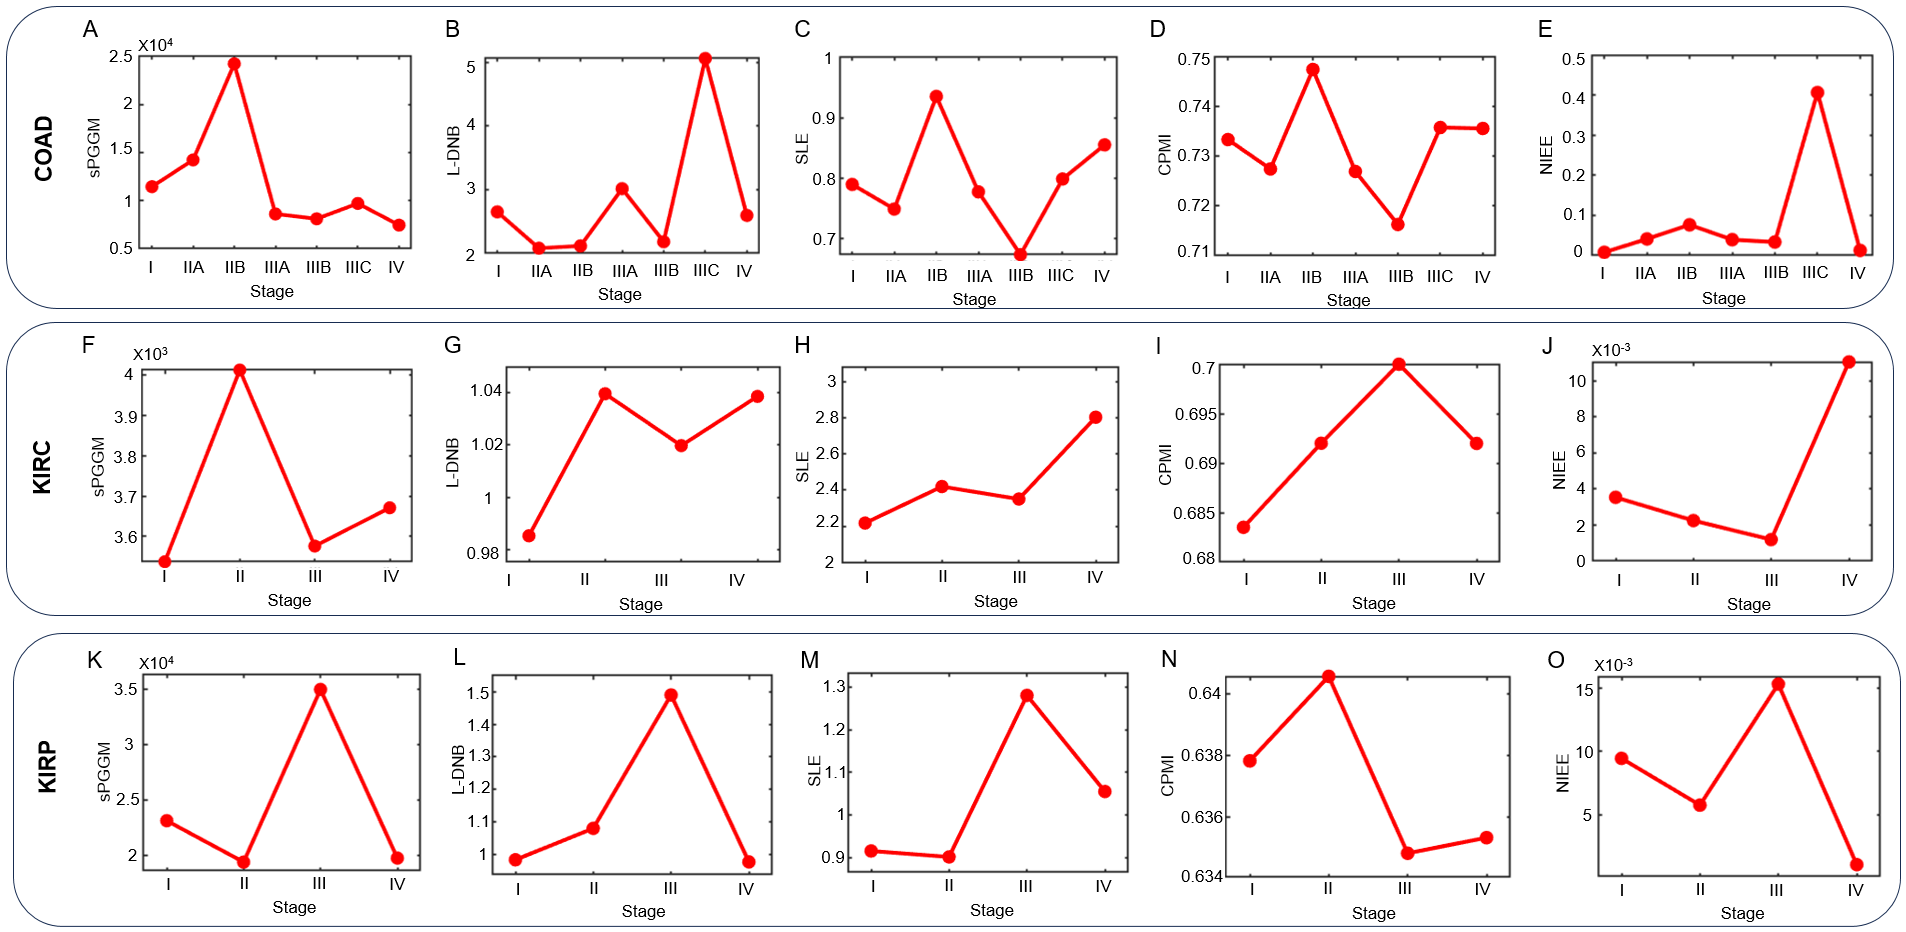 COAD
A
X10⁴
2.5
2
1.5
1
0.5
sPGGM
I IIA IIB IIIA IIIB IIIC IV
Stage
B
5
4
3
2
L-DNB
I IIA IIB IIIA IIIB IIIC IV
Stage
C
1
0.9
0.8
0.7
SLE
I IIA IIB IIIA IIIB IIIC IV
Stage
D
0.75
0.74
0.73
0.72
0.71
CPMI
I IIA IIB IIIA IIIB IIIC IV
Stage
E
0.5
0.4
0.3
0.2
0.1
0
NIEE
I IIA IIB IIIA IIIB IIIC IV
Stage
KIRC
F
X10³
4
3.9
3.8
3.7
3.6
sPGGM
I II III IV
Stage
G
1.04
1.02
1
0.98
L-DNB
I II III IV
Stage
H
3
2.8
2.6
2.4
2.2
2
SLE
I II III IV
Stage
I
0.7
0.695
0.69
0.685
0.68
CPMI
I II III IV
Stage
J
X10⁻³
10
8
6
4
2
0
NIEE
I II III IV
Stage
KIRP
K
X10⁴
3.5
3
2.5
2
sPGGM
I II III IV
Stage
L
1.5
1.4
1.3
1.2
1.1
1
L-DNB
I II III IV
Stage
M
1.3
1.2
1.1
1
0.9
SLE
I II III IV
Stage
N
0.64
0.638
0.636
0.634
CPMI
I II III IV
Stage
O
X10⁻³
15
10
5
NIEE
I II III IV
Stage